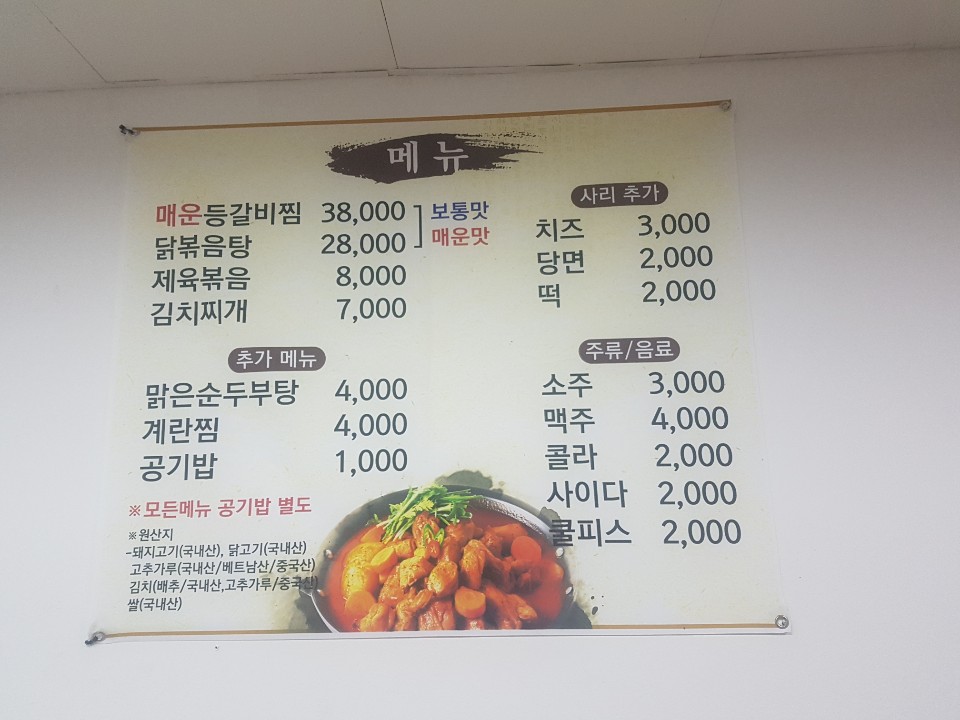 메뉴
매운등갈비찜 38,000 보통맛
닭볶음탕 28,000 매운맛
제육볶음 8,000
김치찌개 7,000
추가 메뉴
맑은순두부탕 4,000
계란찜 4,000
공기밥 1,000
※모든메뉴 공기밥 별도
※원산지
-돼지고기(국내산), 닭고기(국내산)
고추가루(국내산/베트남산/중국산)
김치(배추/국내산,고추가루/중국산)
쌀(국내산)
사리 추가
치즈 3,000
당면 2,000
떡 2,000
주류/음료
소주 3,000
맥주 4,000
콜라 2,000
사이다 2,000
쿨피스 2,000